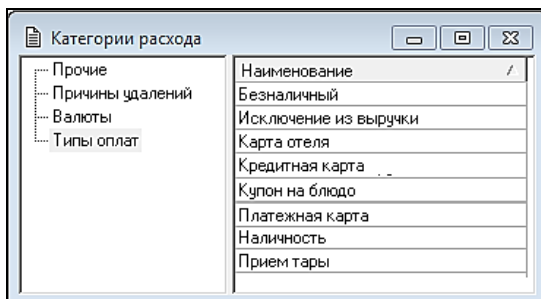 Категории расхода
Прочие
Причины удалений
Валюты
Типы оплат
Наименование /
Безналичный
Исключение из выручки
Карта отеля
Кредитная карта
Купон на блюдо
Платежная карта
Наличность
Прием тары